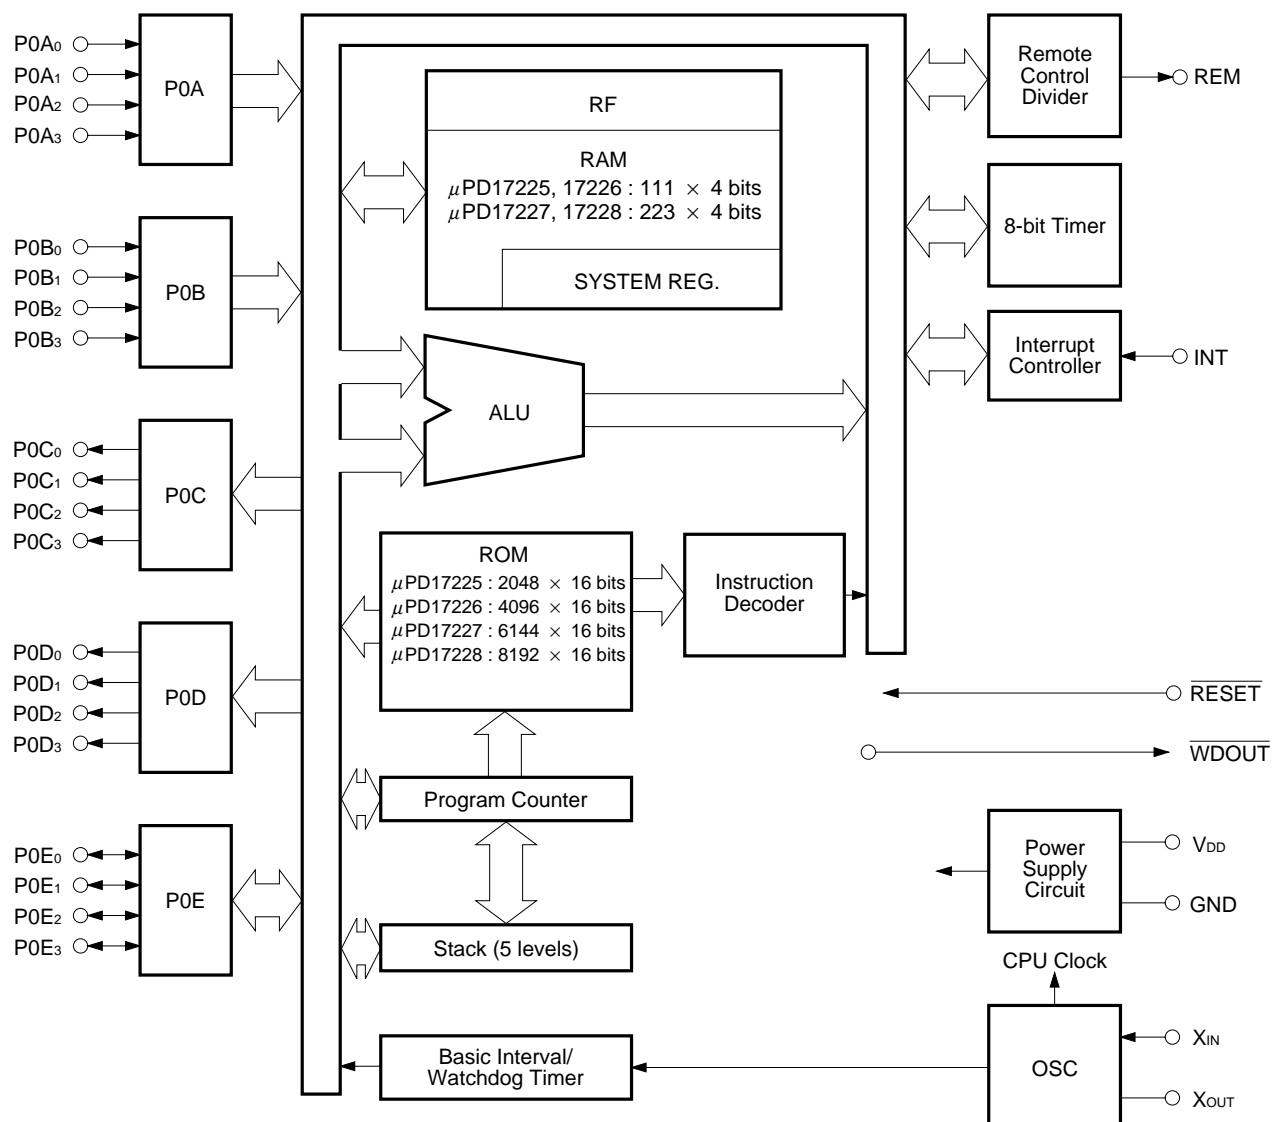 P0A0
P0A1
P0A2
P0A3
P0A
P0B0
P0B1
P0B2
P0B3
P0B
P0C0
P0C1
P0C2
P0C3
P0C
P0D0
P0D1
P0D2
P0D3
P0D
P0E0
P0E1
P0E2
P0E3
P0E
RF
RAM
μPD17225, 17226 : 111 × 4 bits
μPD17227, 17228 : 223 × 4 bits
SYSTEM REG.
ALU
ROM
μPD17225 : 2048 × 16 bits
μPD17226 : 4096 × 16 bits
μPD17227 : 6144 × 16 bits
μPD17228 : 8192 × 16 bits
Instruction
Decoder
Program Counter
Stack (5 levels)
Basic Interval/
Watchdog Timer
Remote
Control
Divider
REM
8-bit Timer
Interrupt
Controller
INT
RESET
WDOUT
Power
Supply
Circuit
VDD
GND
CPU Clock
OSC
XIN
XOUT